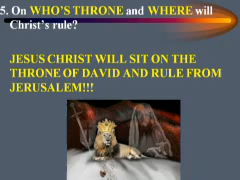 5. On WHO'S THRONE and WHERE will
Christ's rule?
JESUS CHRIST WILL SIT ON THE
THRONE OF DAVID AND RULE FROM
JERUSALEM!!!